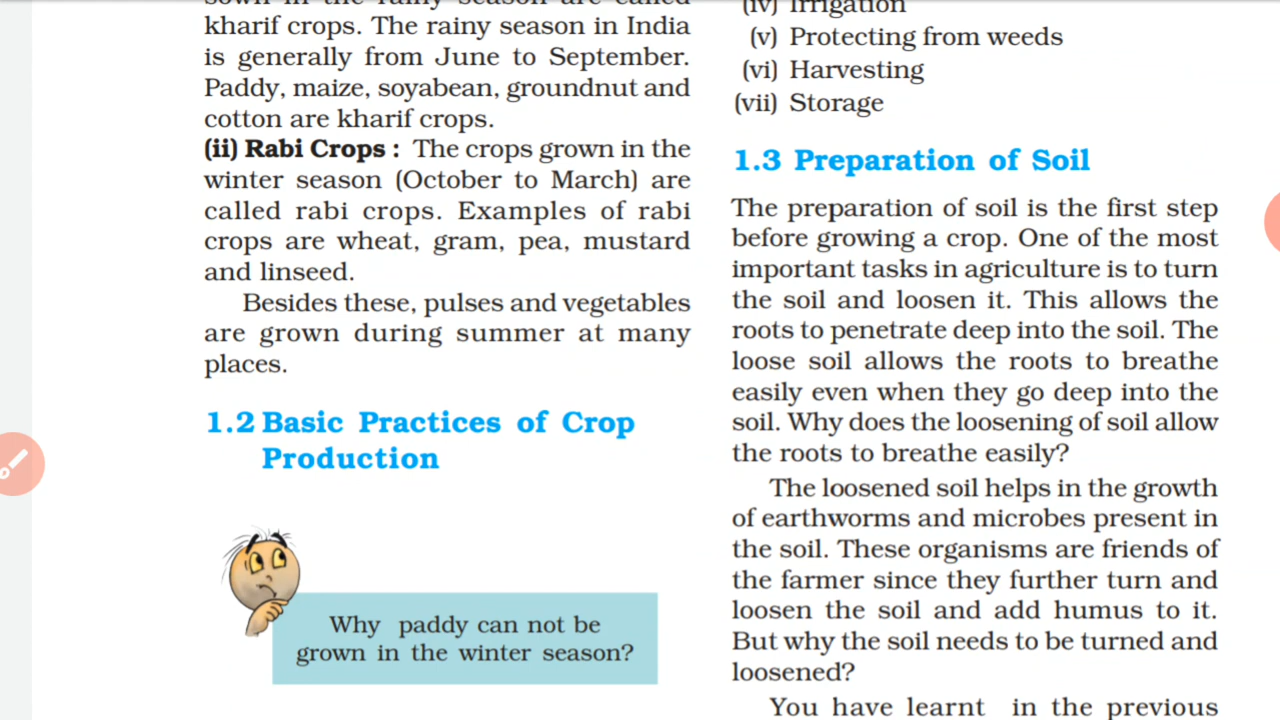 sown in the rainy season are called
kharif crops. The rainy season in India
is generally from June to September.
Paddy, maize, soyabean, groundnut and
cotton are kharif crops.
(ii) Rabi Crops : The crops grown in the
winter season (October to March) are
called rabi crops. Examples of rabi
crops are wheat, gram, pea, mustard
and linseed.
Besides these, pulses and vegetables
are grown during summer at many
places.
1.2 Basic Practices of Crop
Production
Why paddy can not be
grown in the winter season?
(iv) Irrigation
(v) Protecting from weeds
(vi) Harvesting
(vii) Storage
1.3 Preparation of Soil
The preparation of soil is the first step
before growing a crop. One of the most
important tasks in agriculture is to turn
the soil and loosen it. This allows the
roots to penetrate deep into the soil. The
loose soil allows the roots to breathe
easily even when they go deep into the
soil. Why does the loosening of soil allow
the roots to breathe easily?
The loosened soil helps in the growth
of earthworms and microbes present in
the soil. These organisms are friends of
the farmer since they further turn and
loosen the soil and add humus to it.
But why the soil needs to be turned and
loosened?
You have learnt in the previous